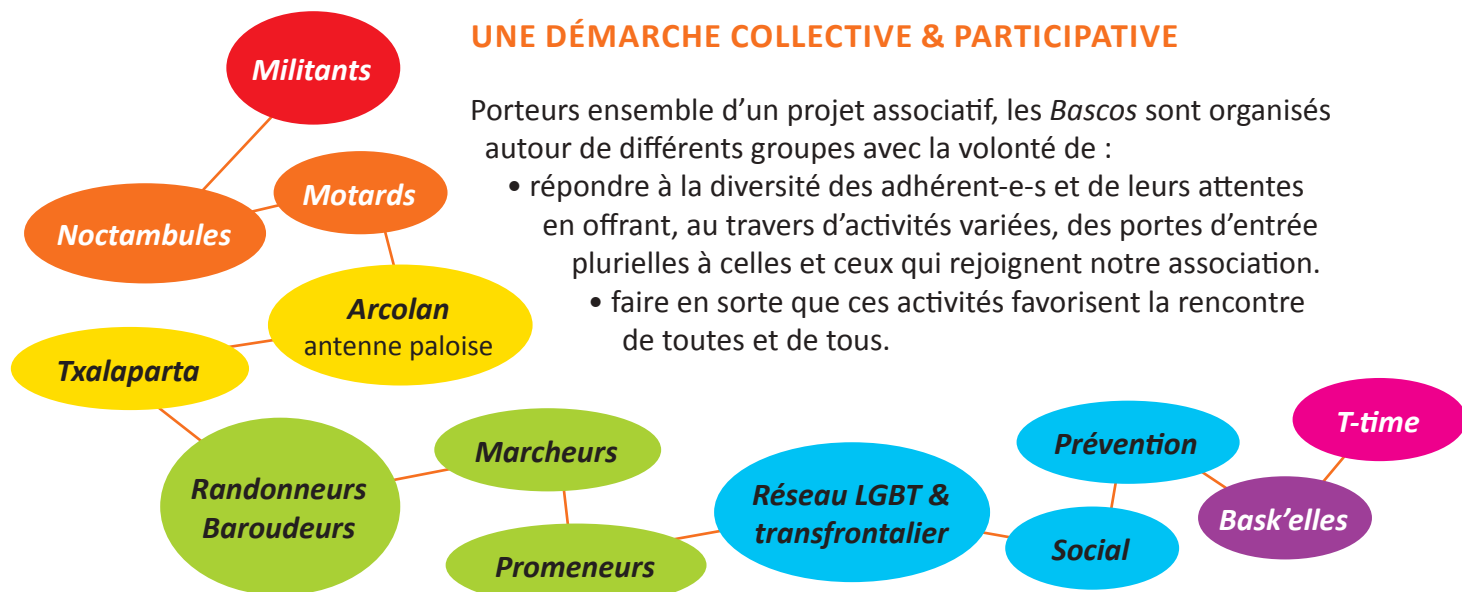 UNE DÉMARCHE COLLECTIVE & PARTICIPATIVE
Porteurs ensemble d’un projet associatif, les Bascos sont organisés
autour de différents groupes avec la volonté de :
• répondre à la diversité des adhérent-e-s et de leurs attentes
en offrant, au travers d’activités variées, des portes d’entrée
plurielles à celles et ceux qui rejoignent notre association.
• faire en sorte que ces activités favorisent la rencontre
de toutes et de tous.
Militants
Noctambules
Motards
Arcolan
antenne paloise
Txalaparta
Randonneurs
Baroudeurs
Marcheurs
Promeneurs
Réseau LGBT &
transfrontalier
Social
Prévention
Bask’elles
T-time